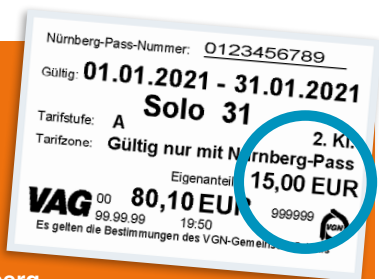 Nürnberg-Pass-Nummer: 0123456789
Gültig: 01.01.2021 - 31.01.2021
Solo 31
Tarifstufe: A 2. Kl.
Tarifzone: Gültig nur mit Nürnberg-Pass
Eigenanteil 15,00 EUR
VAG 00 80,10 EUR 999999 VGN
99.99.99 19:50
Es gelten die Bestimmungen des VGN-Gemeins